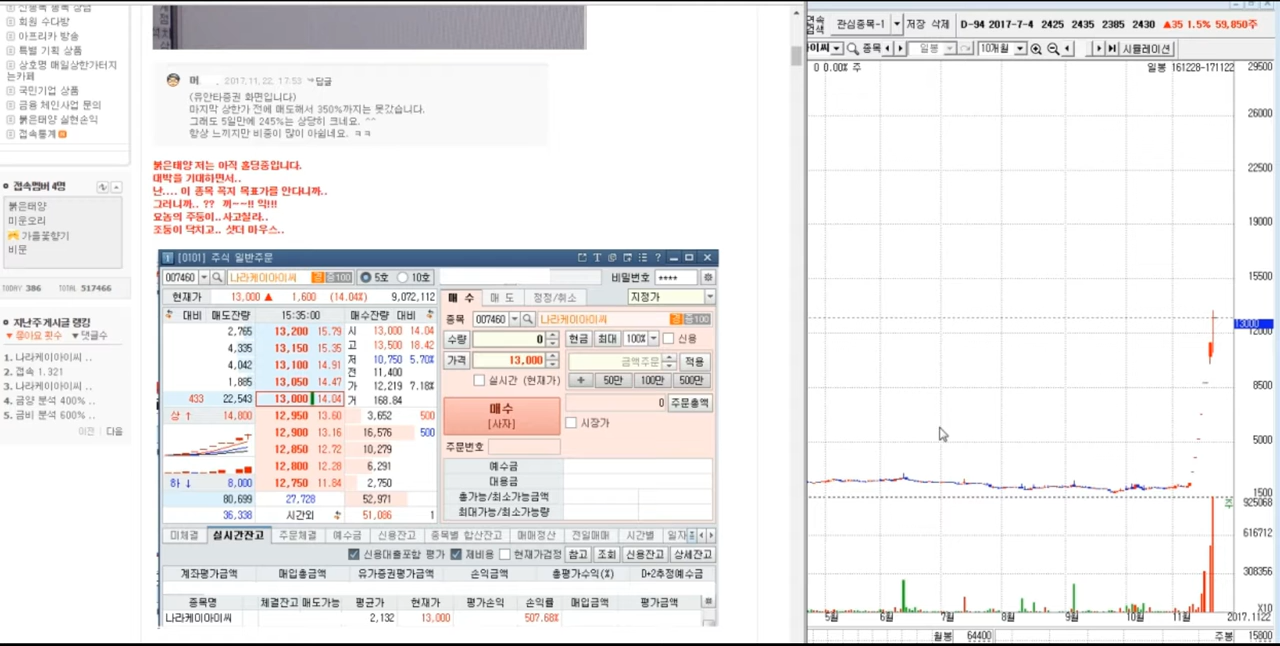 회원 수다방
아프리카 방송
특별 기획 상품
상호명 매일상한가터지
는카페
국민기업 상품
금융 체인사업 문의
붉은태양 실현손익
접속통계
접속멤버 4명
붉은태양
미운오리
가을꽃향기
비문
TODAY 386 TOTAL 517466
지난주 게시글 랭킹
▼ 좋아요 횟수 ▼ 댓글수
1. 나라케이아이씨 ..
2. 접속 1.321
3. 나라케이아이씨 ..
4. 금양 분석 400% ..
5. 금비 분석 600% ..
이전 | 다음
2017.11.22. 17:53 답글
(유안타증권 화면입니다)
마지막 상한가 전에 매도해서 350%까지는 못갔습니다.
그래도 5일만에 245%는 상당히 크네요. ^^
항상 느끼지만 비중이 많이 아쉽네요. ㅋㅋ
붉은태양 저는 아직 홀딩중입니다.
대박을 기대하면서..
난.... 이 종목 꼭지 목표가를 안다니까..
그러니까.. ?? 끼~~!! 익!!!
요놈의 주둥이..사고칠라..
조둥이 닥치고.. 샷더 마우스..
[0101] 주식 일반주문
007460 나라케이아이씨 증100 5호 10호 비밀번호 ****
현재가 13,000 ▲ 1,600 (14.04%) 9,072,112
대비 매도잔량 15:35:00 매수잔량 대비
2,765 13,200 15.79 시 13,000 14.04
4,335 13,150 15.35 고 13,500 18.42
4,042 13,100 14.91 저 10,750 5.70%
전 11,400
1,885 13,050 14.47 가 12,219 7.18%
433 22,543 13,000 14.04 거 168.84
상 ↑ 14,800 12,950 13.60 3,652 500
12,900 13.16 16,576 500
12,850 12.72 10,279
12,800 12.28 6,291
하 ↓ 8,000 12,750 11.84 2,750
80,699 27,728 52,971
36,338 시간외 51,086 1
매 수 매 도 정정/취소 지정가
종목 007460 나라케이아이씨 증100
수량 0 현금 최대 100% 신용
가격 13,000 금액주문 적용
실시간 (현재가) + 50만 100만 500만
매수
[사자]
0 주문총액
시장가
주문번호
예수금
대용금
총가능/최소가능금액
최대가능/최소가능량
미체결 실시간잔고 주문체결 예수금 신용잔고 종목별 합산잔고 매매정산 전일매매 시간별 일자
신용대출포함 평가 제비용 현재가검정 참고 조회 신용잔고 상세잔고
계좌평가금액 매입총금액 유가증권평가금액 손익금액 총평가수익(%) D+2추정예수금
종목명 체결잔고 매도가능 평균가 현재가 평가손익 손익률 매입금액 평가금액
나라케이아이씨 2,132 13,000 507.68%
연속
검색
관심종목-1 저장 삭제 D-94 2017-7-4 2425 2435 2385 2430 ▲35 1.5% 59,850주
종목 일봉 10개월 시뮬레이션
0 0.00% 주 일봉 161228-171122
29500
26000
22500
19000
15500
13000
12000
8500
5000
1500
925068
616712
308356
X10
5월 6월 7월 8월 9월 10월 11월 2017.1122
월봉 64400 주봉 15800